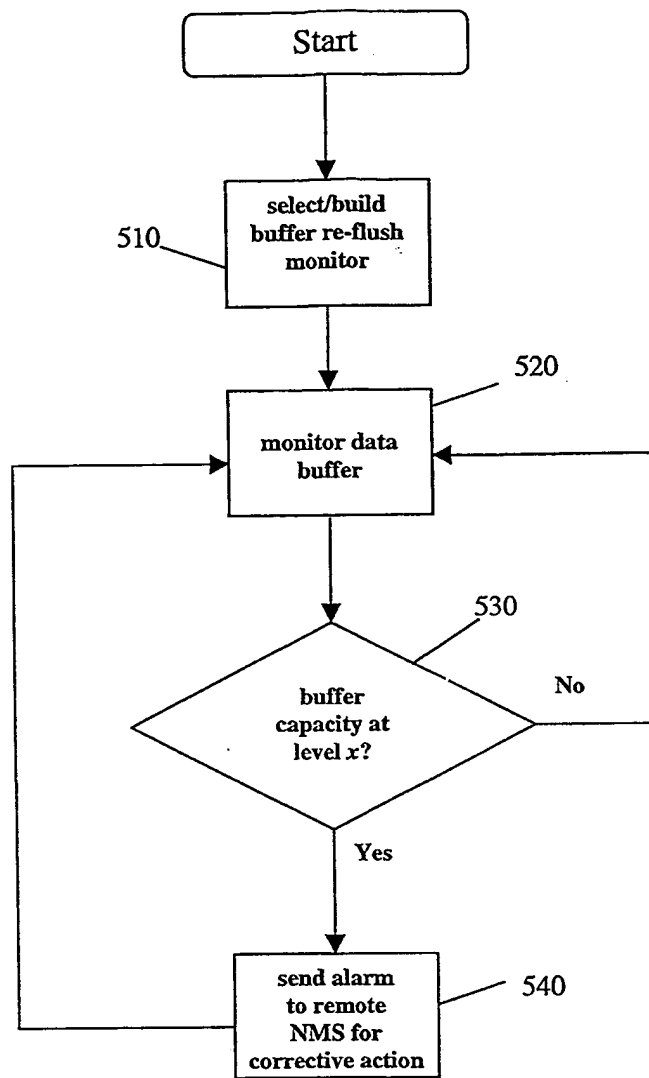 Start
select/build
buffer re-flush
monitor
510
520
monitor data
buffer
530
buffer
capacity at
level x?
No
Yes
send alarm
to remote
NMS for
corrective action
540